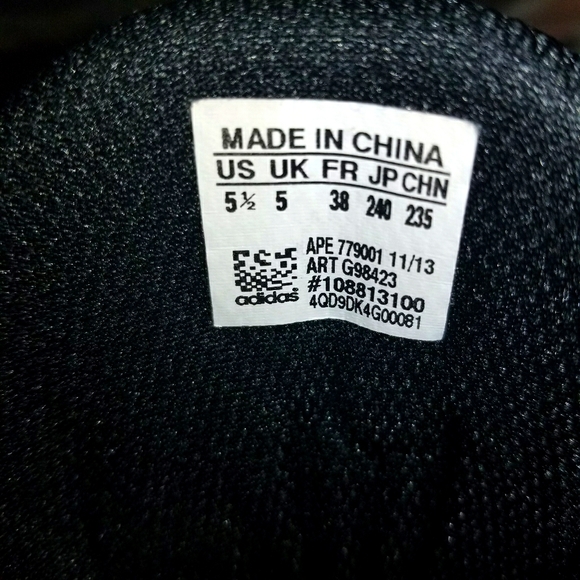 MADE IN CHINA
US UK FR JP CHN
5½ 5 38 240 235
APE 779001 11/13
ART G98423
#108813100
adidas 4QD9DK4G00081